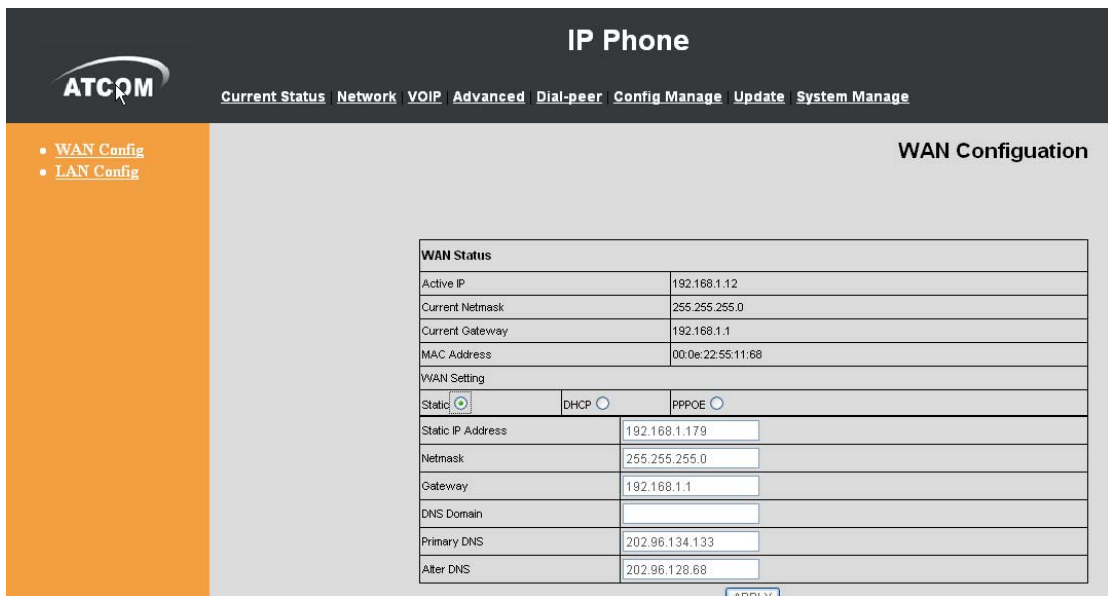 IP Phone
ATCOM
Current Status | Network | VOIP | Advanced | Dial-peer | Config Manage | Update | System Manage
WAN Config
LAN Config
WAN Configuation
WAN Status
Active IP 192.168.1.12
Current Netmask 255.255.255.0
Current Gateway 192.168.1.1
MAC Address 00:0e:22:55:11:68
WAN Setting
Static DHCP PPPOE
Static IP Address 192.168.1.179
Netmask 255.255.255.0
Gateway 192.168.1.1
DNS Domain
Primary DNS 202.96.134.133
Alter DNS 202.96.128.68
APPLY